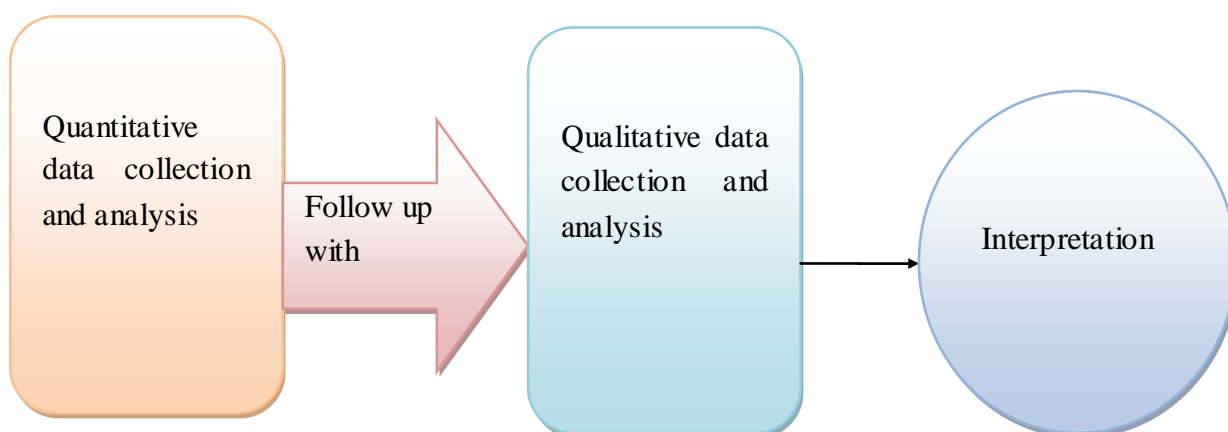 Quantitative
data collection
and analysis
Follow up
with
Qualitative data
collection and
analysis
Interpretation